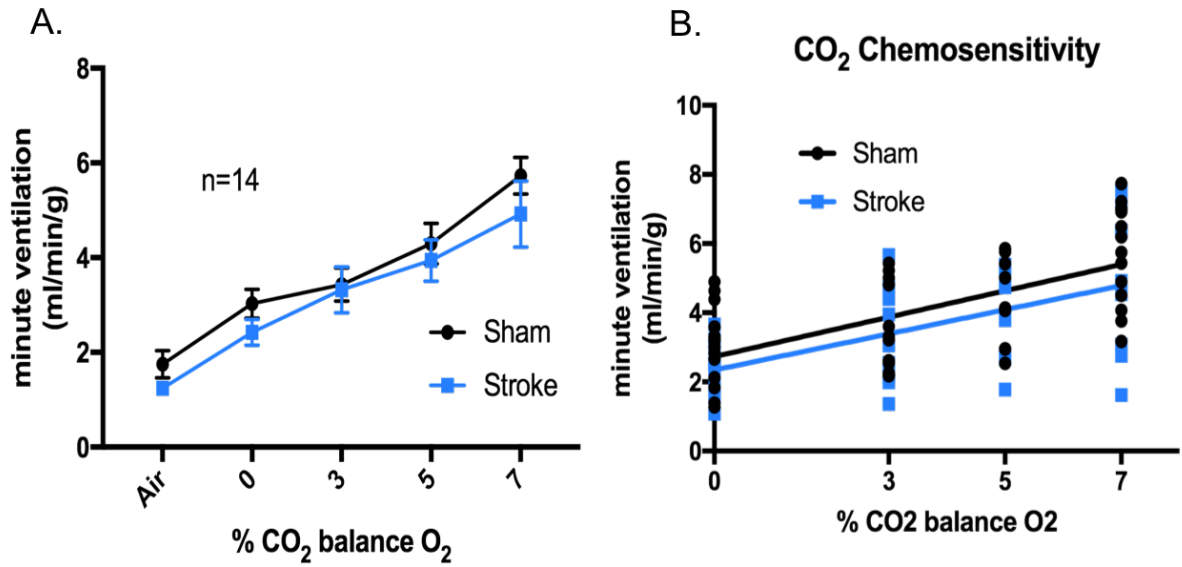 A.
8
6
4
2
0
minute ventilation
(ml/min/g)
n=14
Sham
Stroke
Air
0
3
5
7
% CO₂ balance O₂
B.
CO₂ Chemosensitivity
10
8
6
4
2
0
minute ventilation
(ml/min/g)
Sham
Stroke
0
3
5
7
% CO2 balance O2